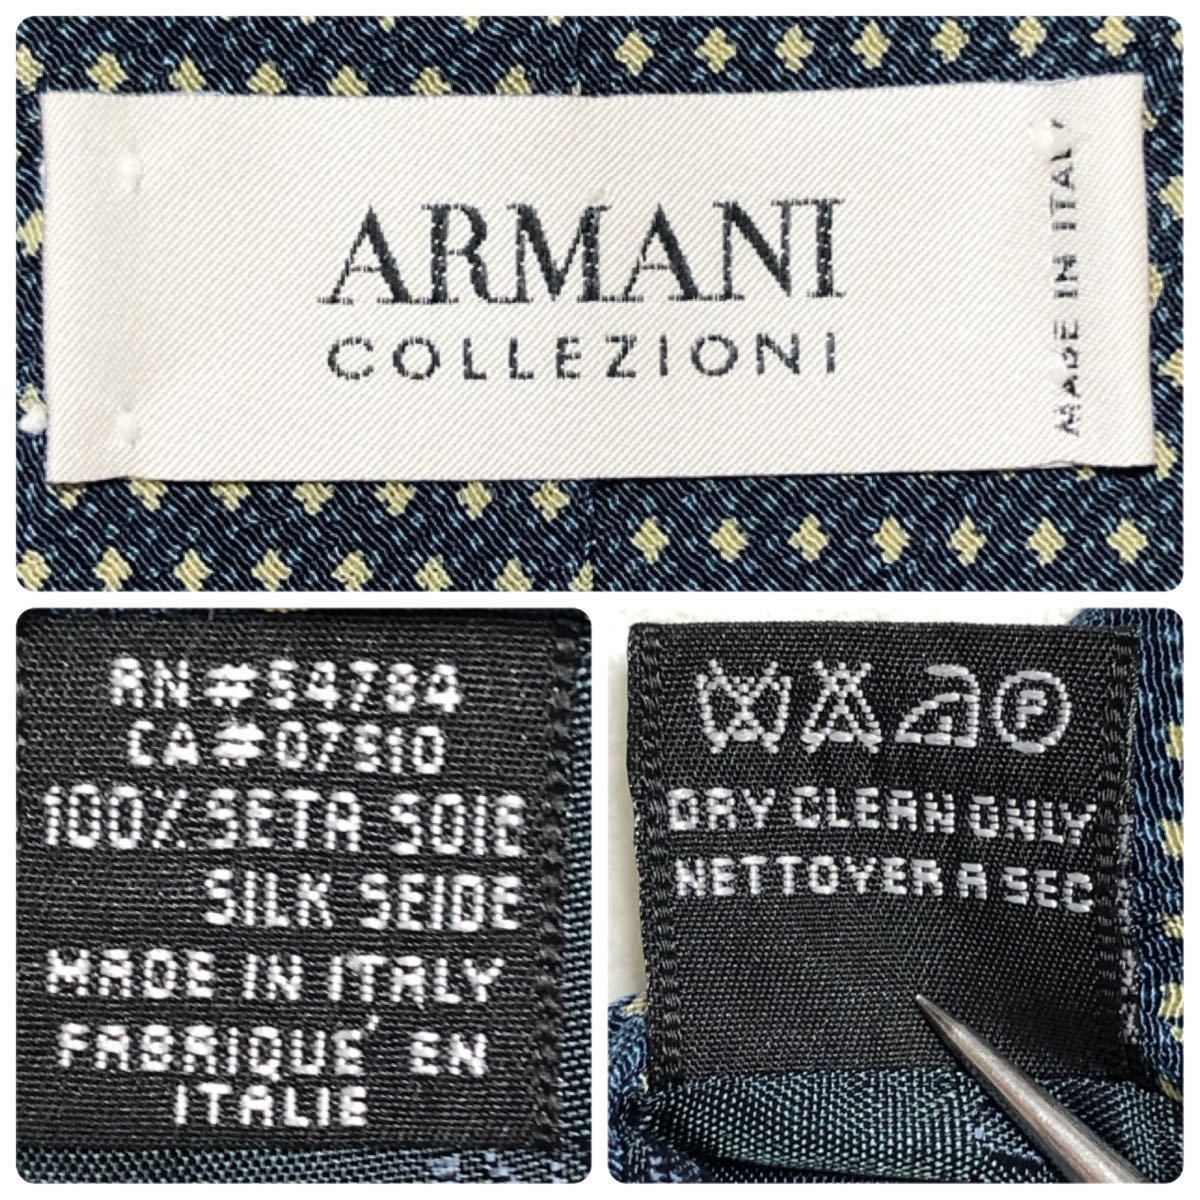 ARMANI
COLLEZIONI
MADE IN ITALY
RN#54784
CA#07510
100% SETA SOIE
SILK SEIDE
MADE IN ITALY
FABRIQUE' EN
ITALIE
P
DRY CLEAN ONLY
NETTOYER A SEC